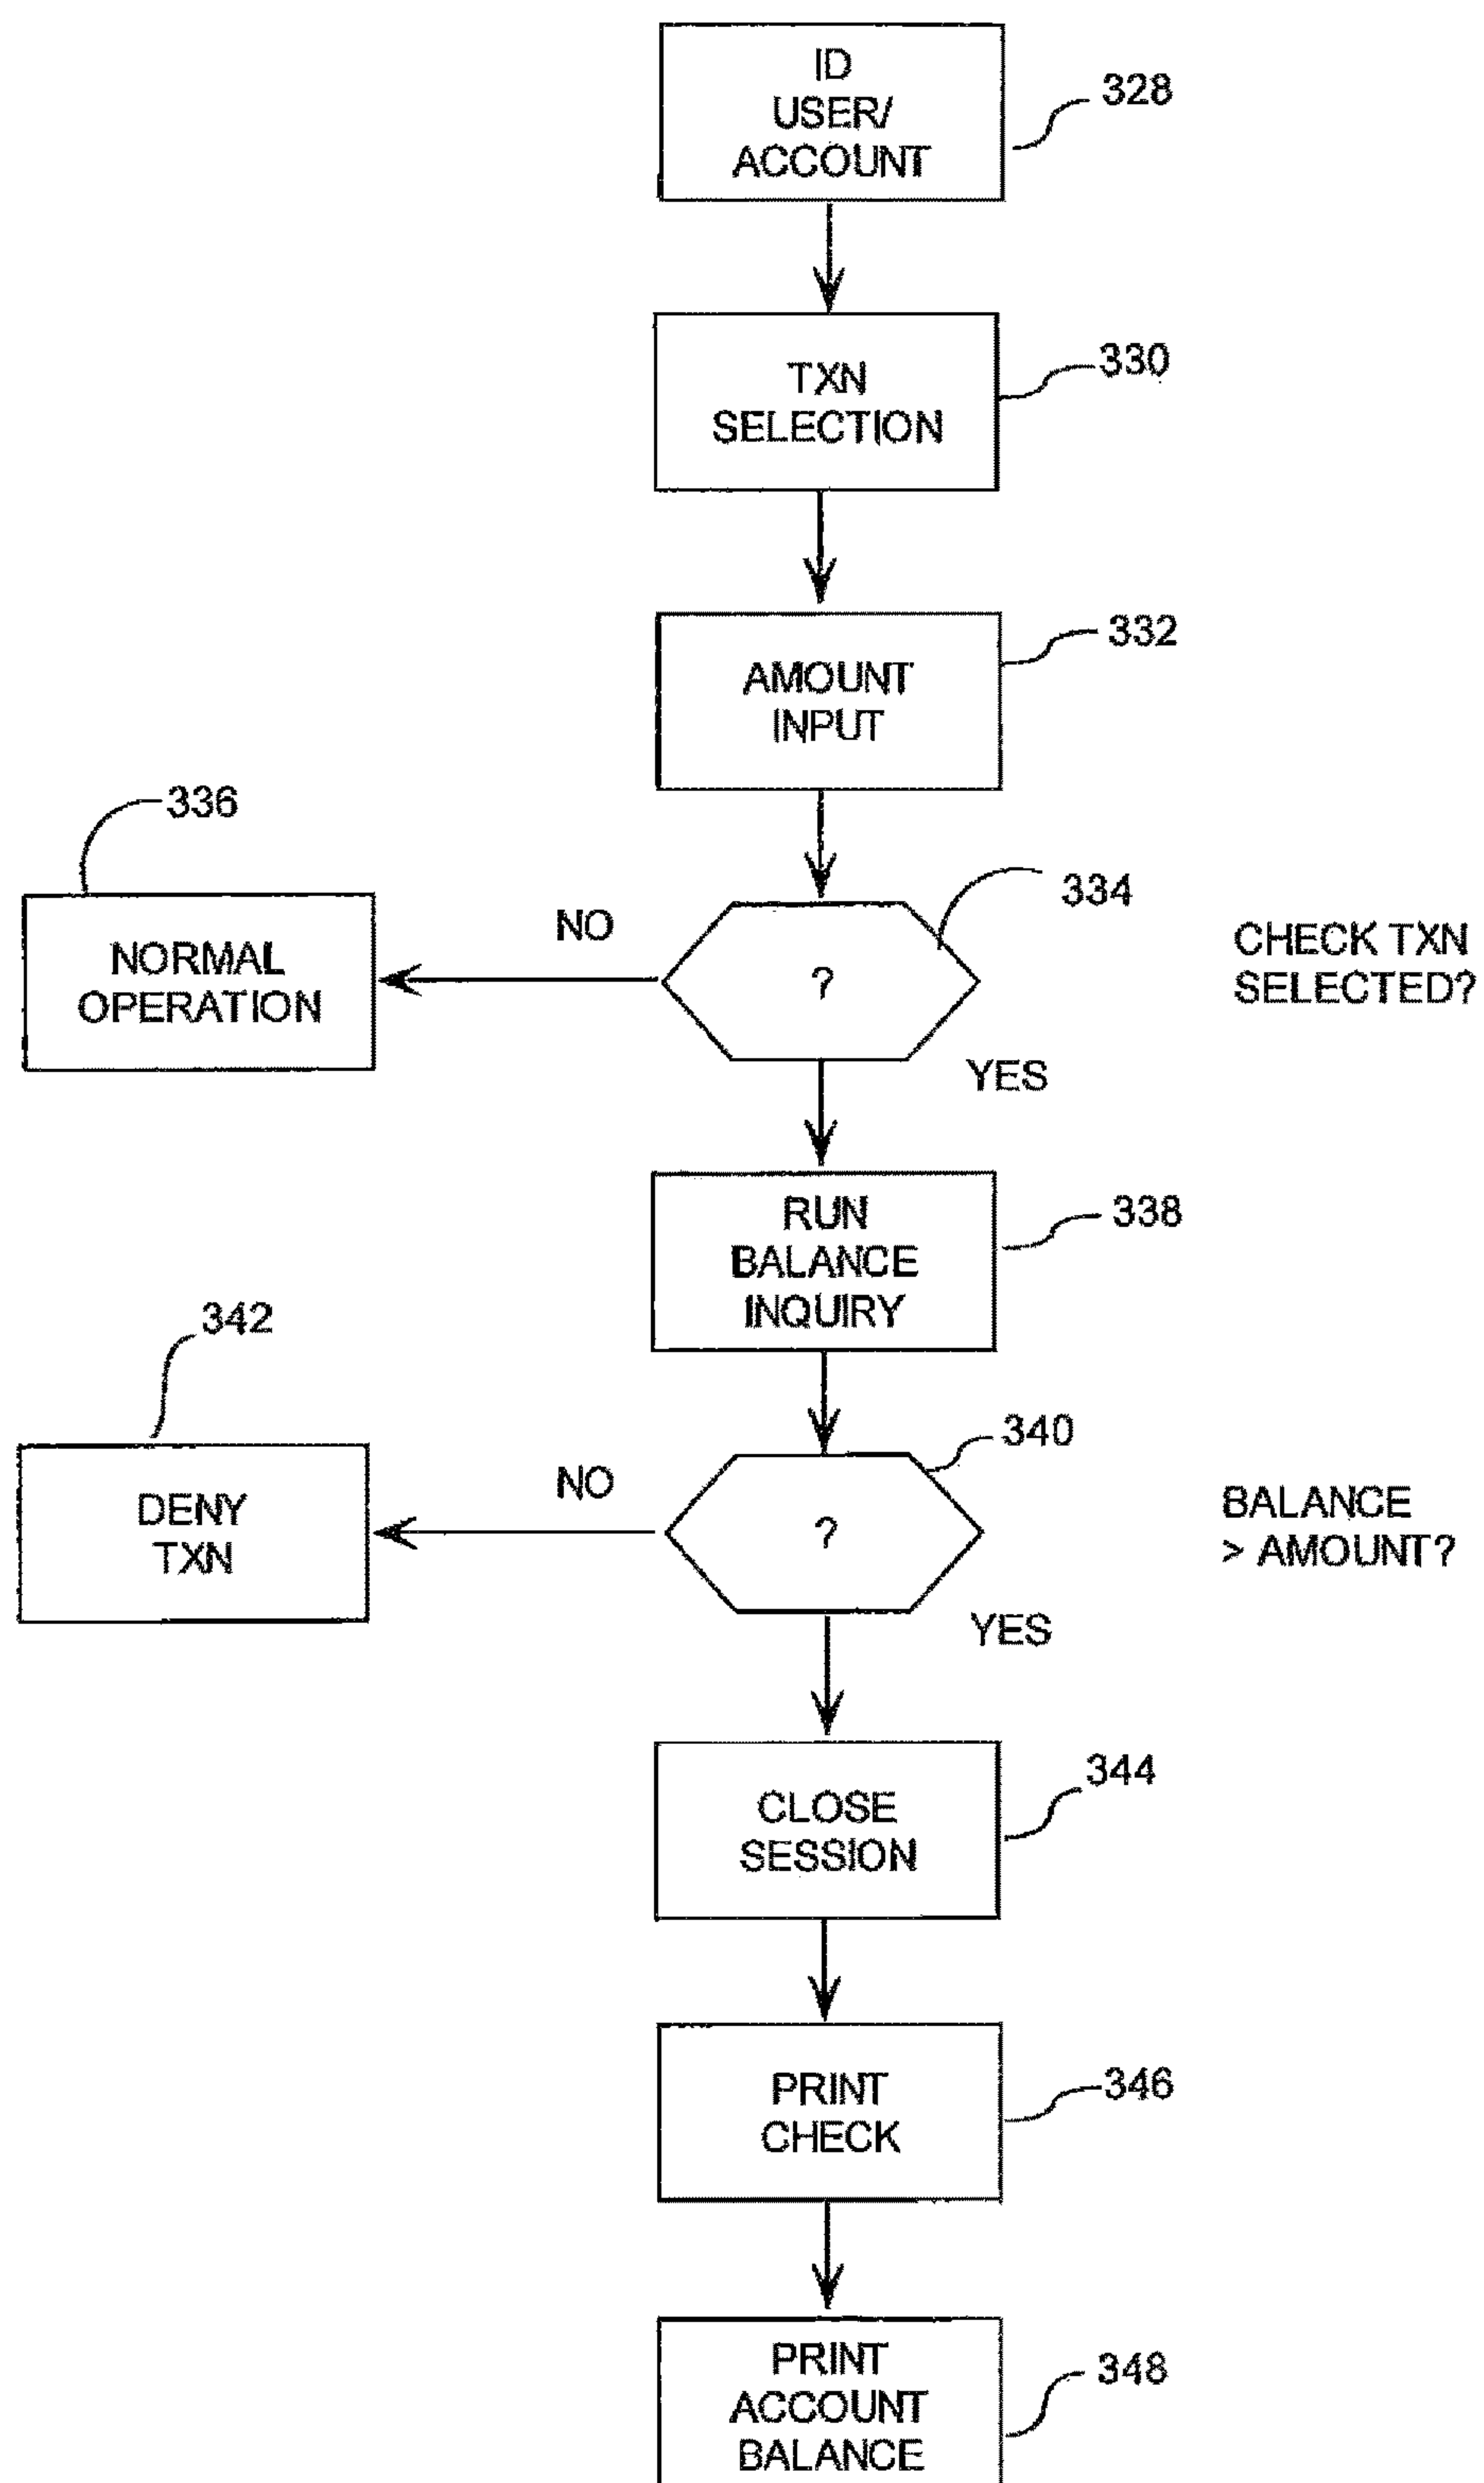 ID
USER/
ACCOUNT
328
TXN
SELECTION
330
AMOUNT
INPUT
332
336
NORMAL
OPERATION
NO
?
334
CHECK TXN
SELECTED?
YES
RUN
BALANCE
INQUIRY
338
342
DENY
TXN
NO
?
340
BALANCE
> AMOUNT?
YES
CLOSE
SESSION
344
PRINT
CHECK
346
PRINT
ACCOUNT
BALANCE
348